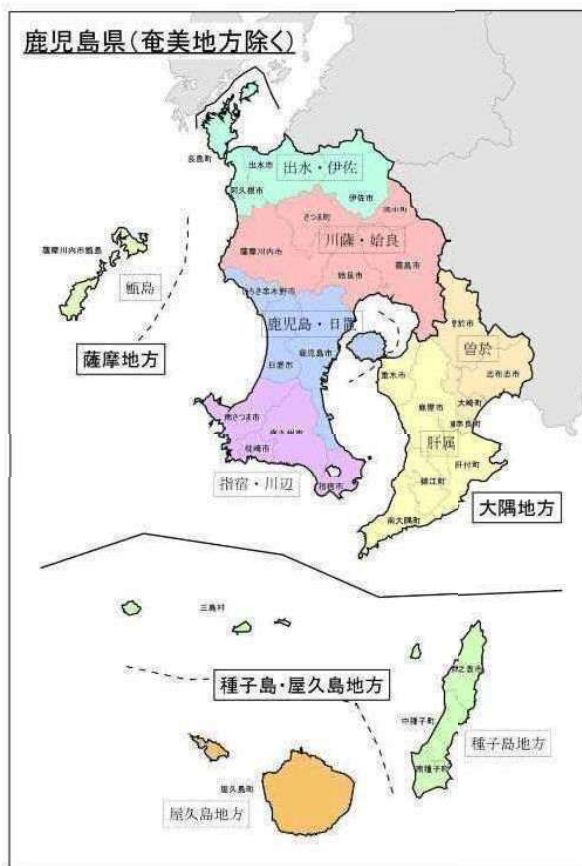 鹿児島県(奄美地方除く)
長島町
出水市
出水・伊佐
阿久根市
伊佐市
湧水町
さつま町
川薩・姶良
薩摩川内市
霧島市
姶良市
薩摩川内市甑島
甑島
薩摩地方
いちき串木野市
鹿児島・日置
鹿児島市
日置市
曽於市
曽於
志布志市
垂水市
大崎町
鹿屋市
東串良町
肝属
肝付町
錦江町
南大隅町
大隅地方
南さつま市
南九州市
枕崎市
指宿市
指宿・川辺
三島村
種子島・屋久島地方
西之表市
中種子町
種子島地方
南種子町
屋久島町
屋久島地方